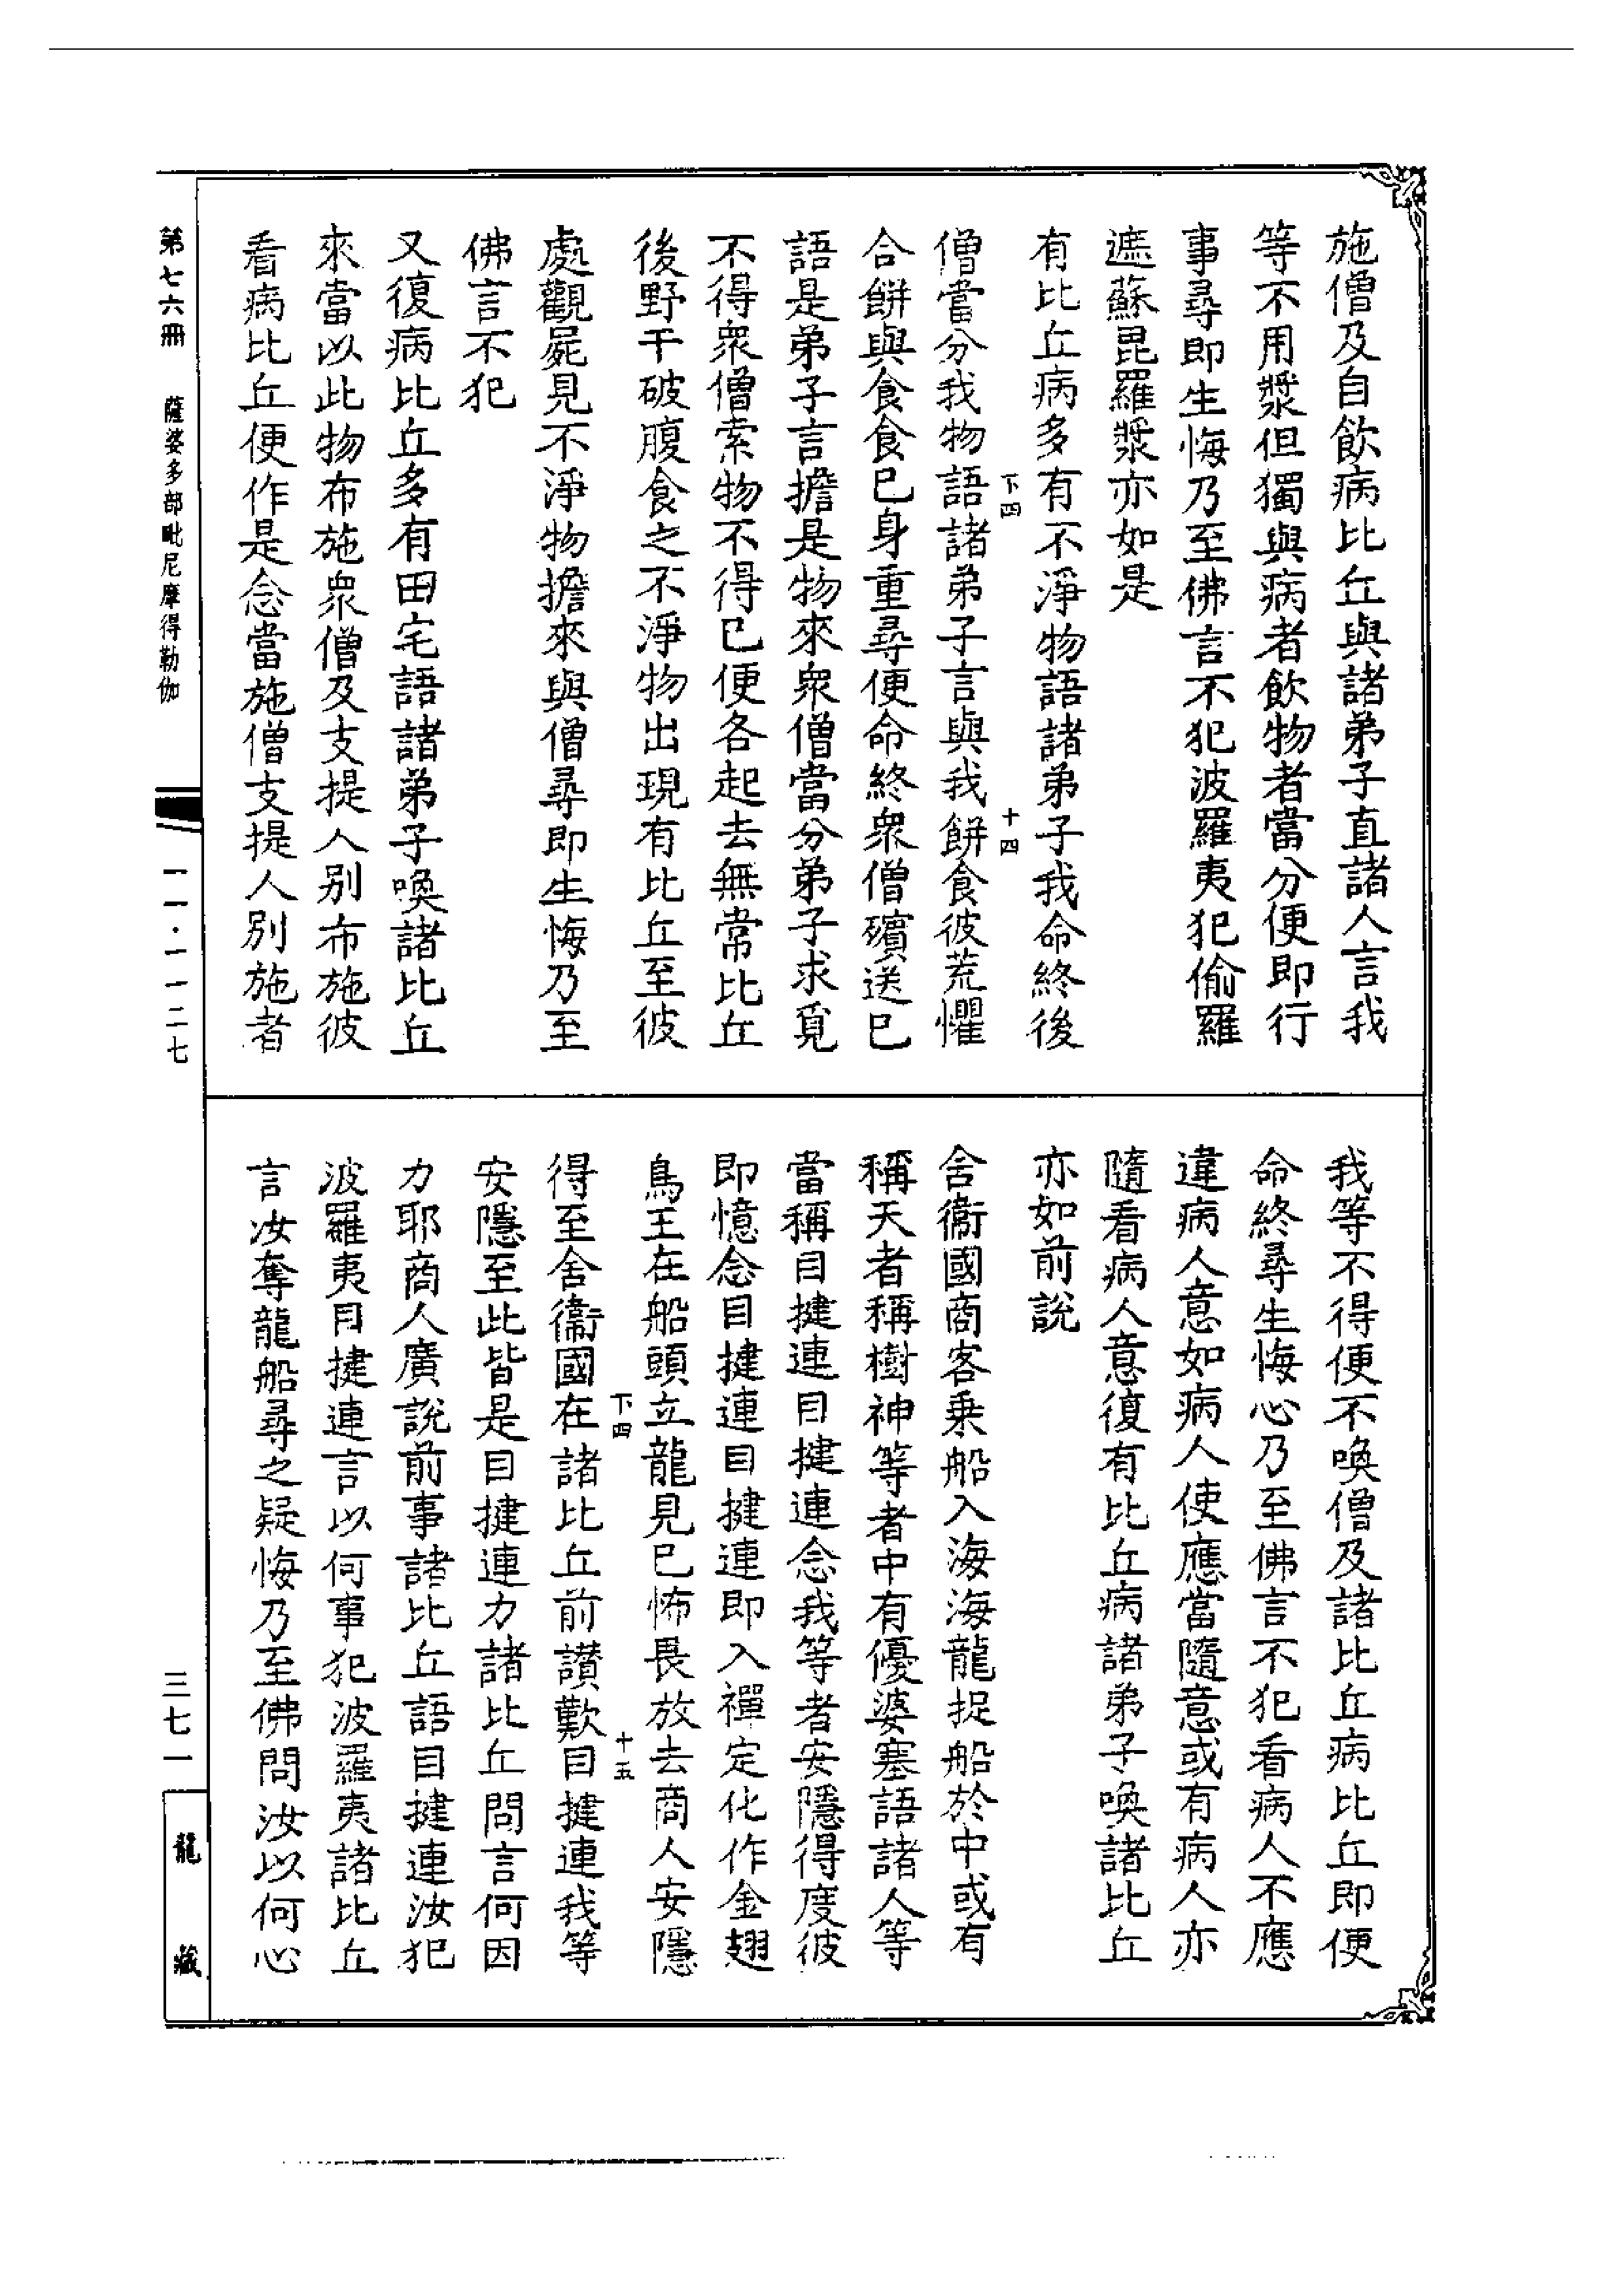 施僧及自飲病比丘與諸弟子直諸人言我
等不用漿但獨與病者飲物者當分便即行
事尋即生悔乃至佛言不犯波羅夷犯偷羅
遮蘇毘羅漿亦如是
有比丘病多有不淨物語諸弟子我命終後
下四 十四
僧當分我物語諸弟子言與我餅食彼荒懼
合餅與食食已身重尋便命終衆僧殯送已
語是弟子言擔是物來衆僧當分弟子求覓
不得衆僧索物不得已便各起去無常比丘
後野干破腹食之不淨物出現有比丘至彼
處觀屍見不淨物擔來與僧尋即生悔乃至
佛言不犯
又復病比丘多有田宅語諸弟子喚諸比丘
來當以此物布施衆僧及支提人別布施彼
看病比丘便作是念當施僧支提人別施者
我等不得便不喚僧及諸比丘病比丘即便
命終尋生悔心乃至佛言不犯看病人不應
違病人意如病人使應當隨意或有病人亦
隨看病人意復有比丘病諸弟子喚諸比丘
亦如前說
舍衞國商客乗船入海海龍捉船於中或有
稱天者稱樹神等者中有優婆塞語諸人等
當稱目揵連目揵連念我等者安隱得度彼
即憶念目揵連目揵連即入禪定化作金翅
鳥王在船頭立龍見已怖畏放去商人安隱
下四 十五
得至舍衞國在諸比丘前讃歎目揵連我等
安隱至此皆是目揵連力諸比丘問言何因
力耶商人廣說前事諸比丘語目揵連汝犯
波羅夷目揵連言以何事犯波羅夷諸比丘
言汝奪龍船尋之疑悔乃至佛問汝以何心
第七六冊 薩婆多部毗尼摩得勒伽
一一·一一二七
三七一
龍藏